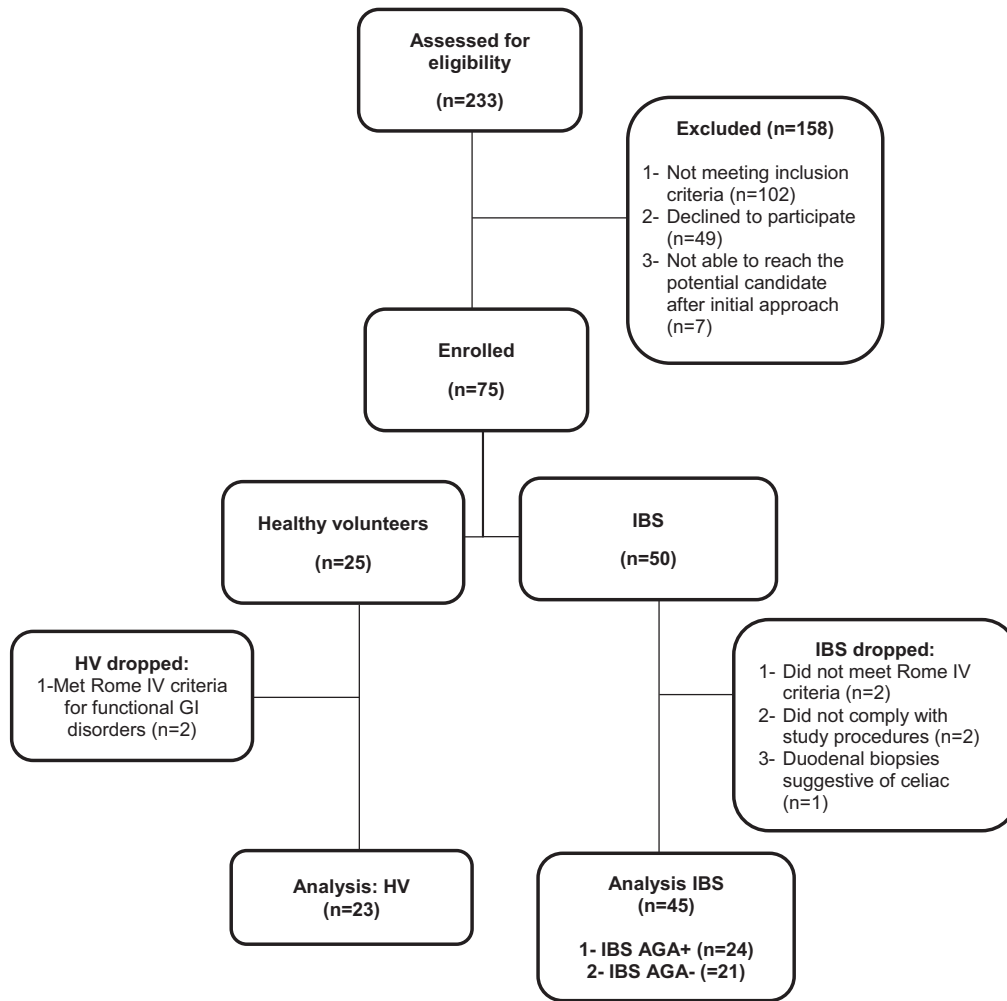 Assessed for
eligibility
(n=233)
Excluded (n=158)
1- Not meeting inclusion
criteria (n=102)
2- Declined to participate
(n=49)
3- Not able to reach the
potential candidate
after initial approach
(n=7)
Enrolled
(n=75)
Healthy volunteers
(n=25)
IBS
(n=50)
HV dropped:
1-Met Rome IV criteria
for functional GI
disorders (n=2)
IBS dropped:
1- Did not meet Rome IV
criteria (n=2)
2- Did not comply with
study procedures (n=2)
3- Duodenal biopsies
suggestive of celiac
(n=1)
Analysis: HV
(n=23)
Analysis IBS
(n=45)
1- IBS AGA+ (n=24)
2- IBS AGA- (=21)